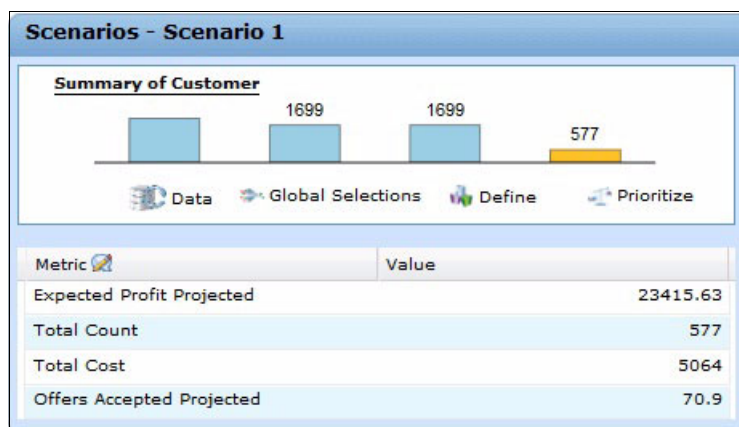 Scenarios - Scenario 1
Summary of Customer
1699 1699 577
Data Global Selections Define Prioritize
Metric Value
Expected Profit Projected 23415.63
Total Count 577
Total Cost 5064
Offers Accepted Projected 70.9